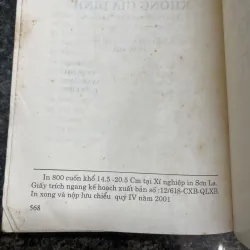 In 800 cuốn khổ 14.5-20.5 Cm tại Xí nghiệp in Sơn La.
Giấy trích ngang kế hoạch xuất bản số :12/618-CXB-QLXB
In xong và nộp lưu chiểu quý IV năm 2001
568